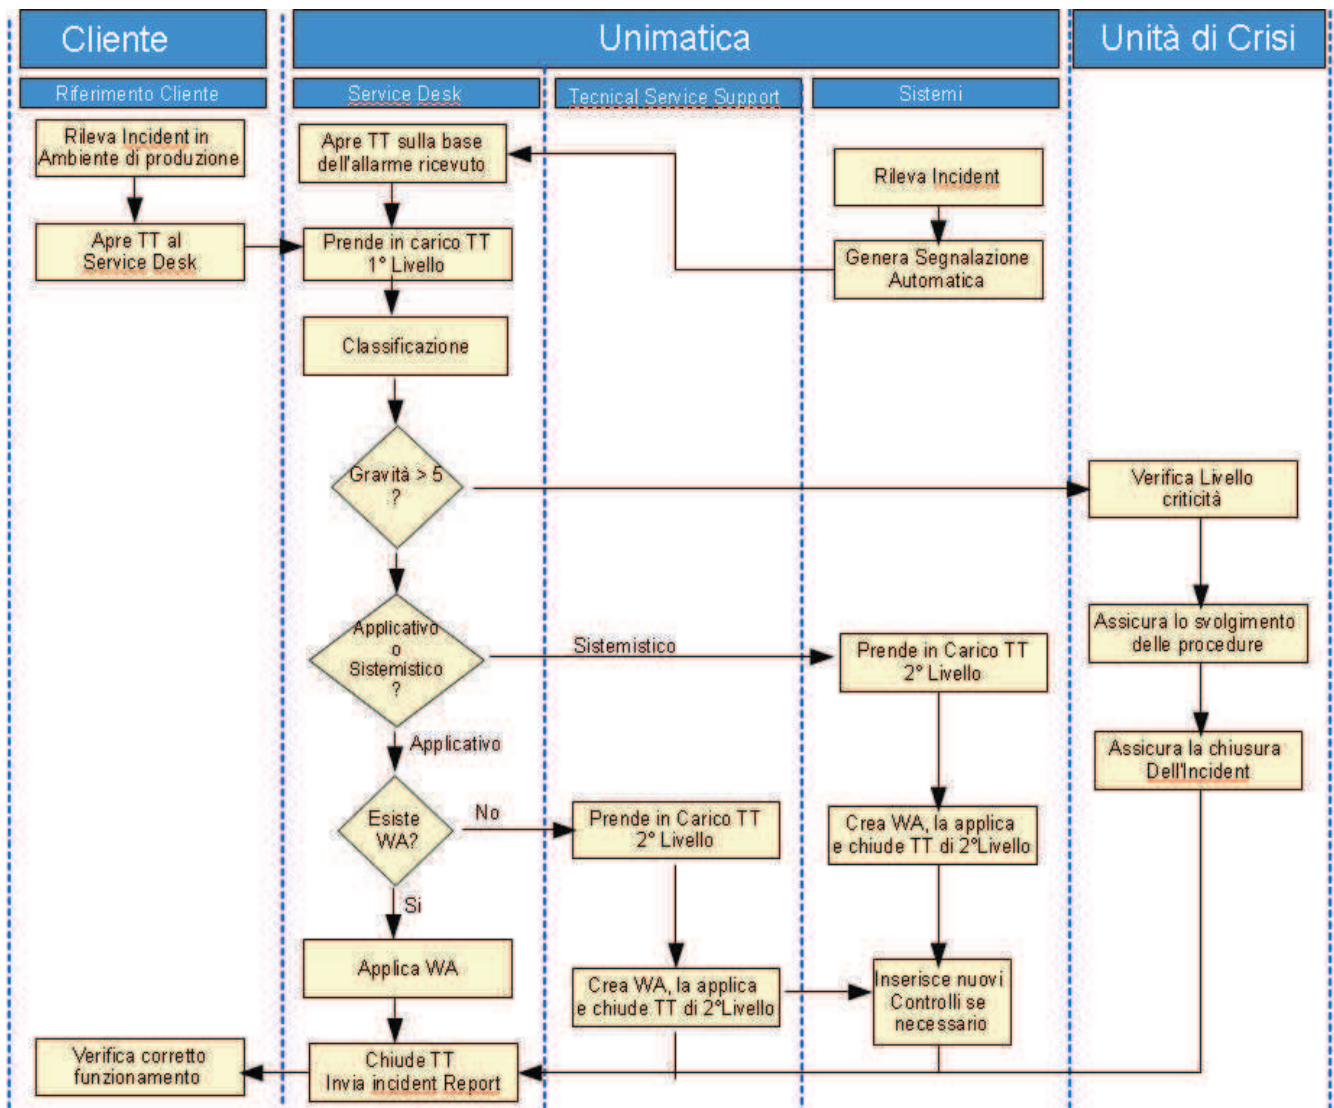 Cliente
Unimatica
Unità di Crisi
Riferimento Cliente
Service Desk
Tecnical Service Support
Sistemi
Rileva Incident in
Ambiente di produzione
Apre TT sulla base
dell'allarme ricevuto
Rileva Incident
Apre TT al
Service Desk
Prende in carico TT
1° Livello
Genera Segnalazione
Automatica
Classificazione
Gravità > 5
?
Verifica Livello
criticità
Applicativo
o
Sistemistico
?
Sistemistico
Prende in Carico TT
2° Livello
Assicura lo svolgimento
delle procedure
Applicativo
Assicura la chiusura
Dell'Incident
Esiste
WA?
No
Prende in Carico TT
2° Livello
Crea WA, la applica
e chiude TT di 2°Livello
Si
Applica WA
Crea WA, la applica
e chiude TT di 2°Livello
Inserisce nuovi
Controlli se
necessario
Verifica corretto
funzionamento
Chiude TT
Invia incident Report